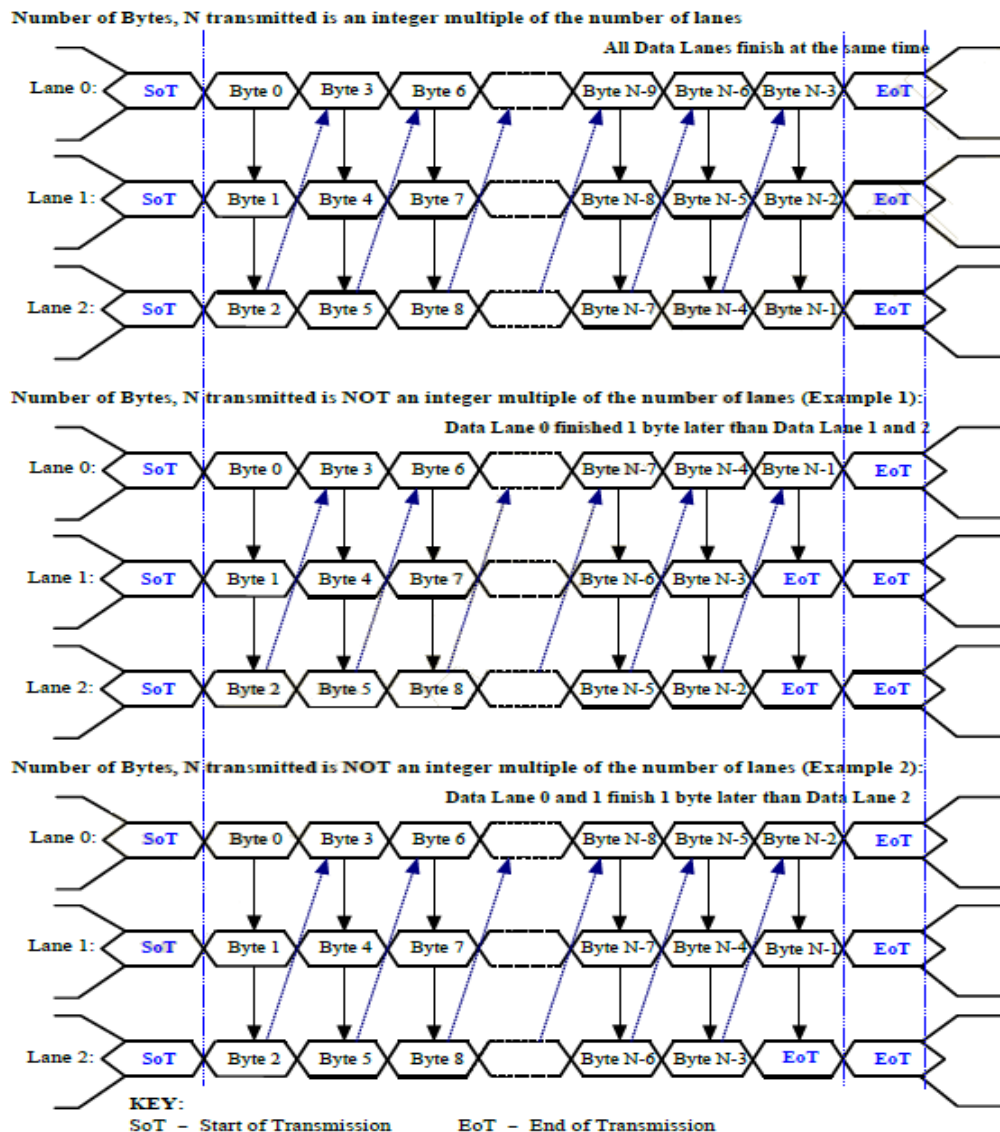 Number of Bytes, N transmitted is an integer multiple of the number of lanes
All Data Lanes finish at the same time
Lane 0: SoT Byte 0 Byte 3 Byte 6 Byte N-9 Byte N-6 Byte N-3 EoT
Lane 1: SoT Byte 1 Byte 4 Byte 7 Byte N-8 Byte N-5 Byte N-2 EoT
Lane 2: SoT Byte 2 Byte 5 Byte 8 Byte N-7 Byte N-4 Byte N-1 EoT
Number of Bytes, N transmitted is NOT an integer multiple of the number of lanes (Example 1):
Data Lane 0 finished 1 byte later than Data Lane 1 and 2
Lane 0: SoT Byte 0 Byte 3 Byte 6 Byte N-7 Byte N-4 Byte N-1 EoT
Lane 1: SoT Byte 1 Byte 4 Byte 7 Byte N-6 Byte N-3 EoT EoT
Lane 2: SoT Byte 2 Byte 5 Byte 8 Byte N-5 Byte N-2 EoT EoT
Number of Bytes, N transmitted is NOT an integer multiple of the number of lanes (Example 2):
Data Lane 0 and 1 finish 1 byte later than Data Lane 2
Lane 0: SoT Byte 0 Byte 3 Byte 6 Byte N-8 Byte N-5 Byte N-2 EoT
Lane 1: SoT Byte 1 Byte 4 Byte 7 Byte N-7 Byte N-4 Byte N-1 EoT
Lane 2: SoT Byte 2 Byte 5 Byte 8 Byte N-6 Byte N-3 EoT EoT
KEY:
SoT – Start of Transmission EoT – End of Transmission